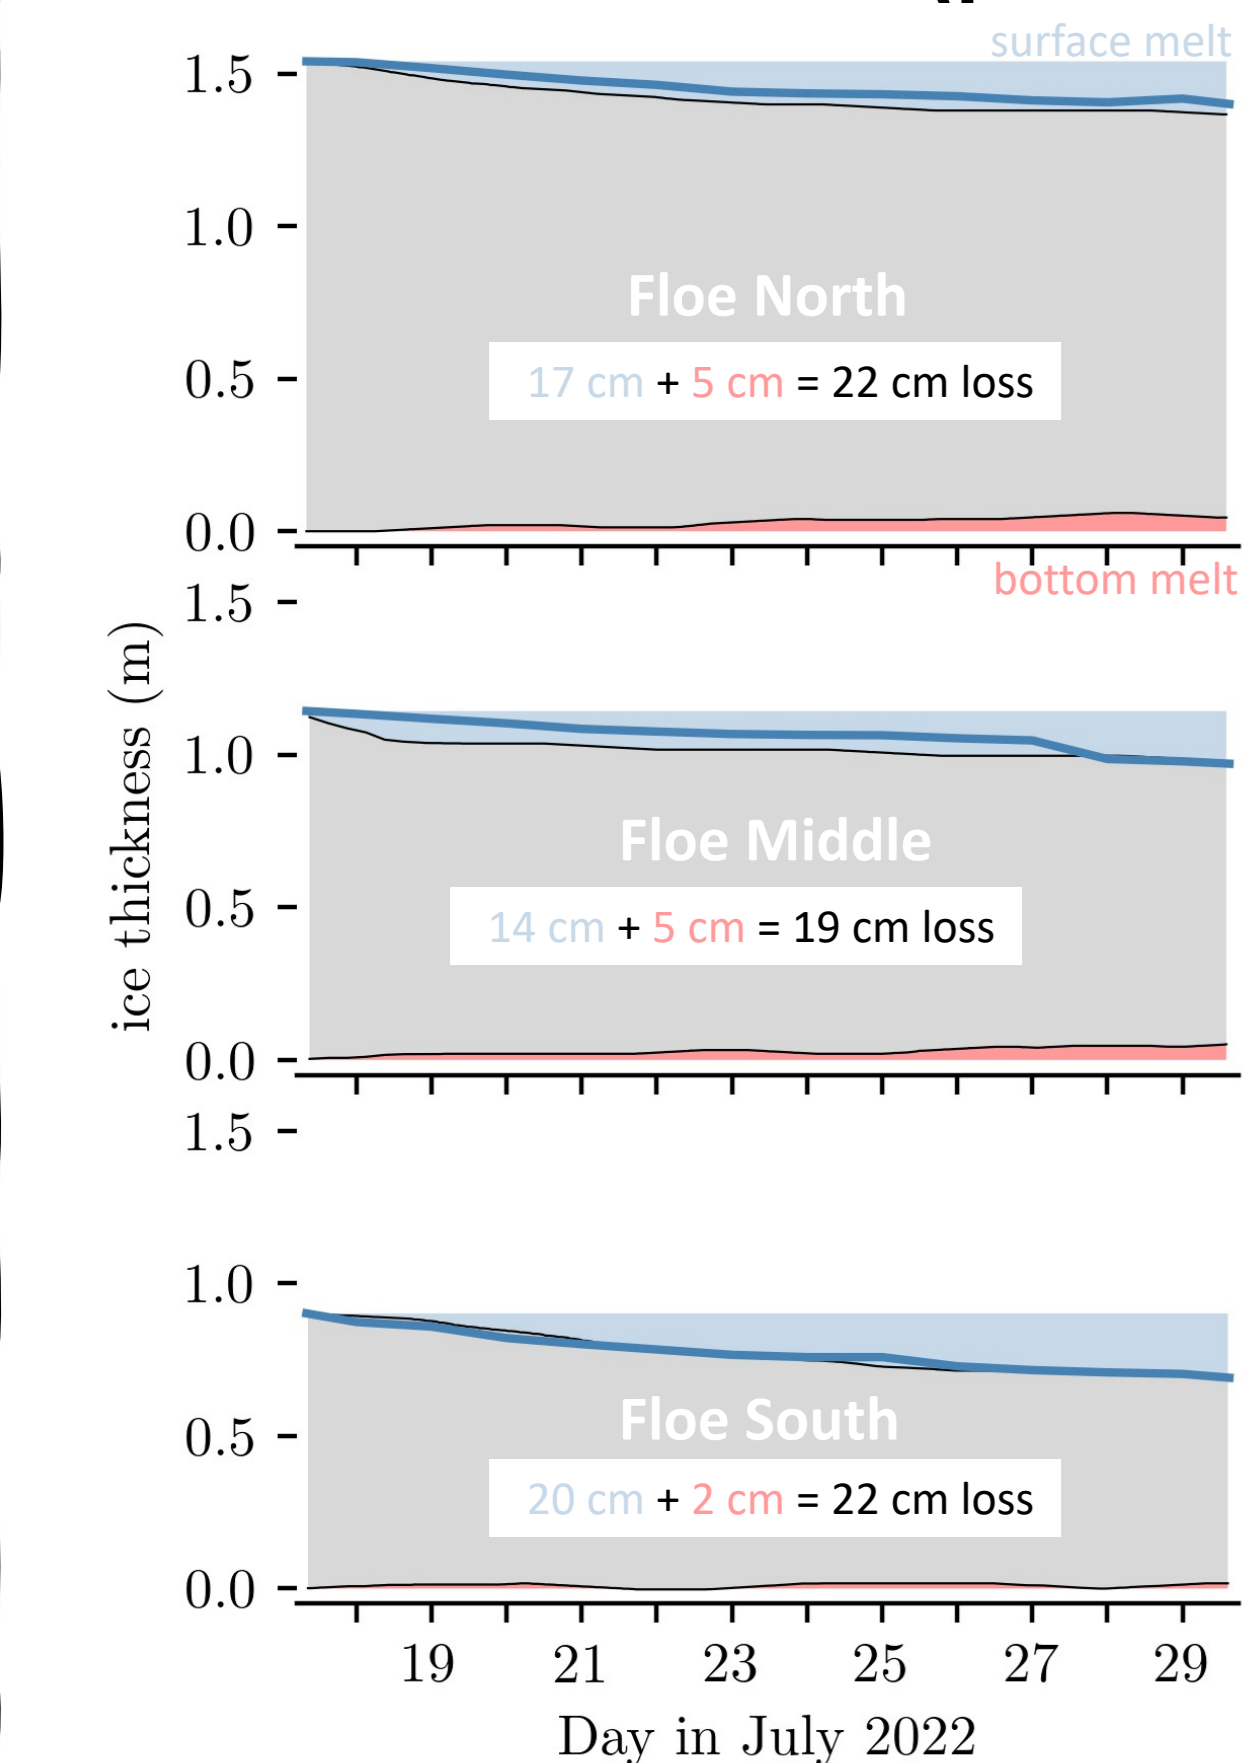 surface melt
1.5
1.0
Floe North
0.5
17 cm + 5 cm = 22 cm loss
0.0
bottom melt
1.5
ice thickness (m)
1.0
Floe Middle
0.5
14 cm + 5 cm = 19 cm loss
0.0
1.5
1.0
0.5
Floe South
20 cm + 2 cm = 22 cm loss
0.0
19 21 23 25 27 29
Day in July 2022